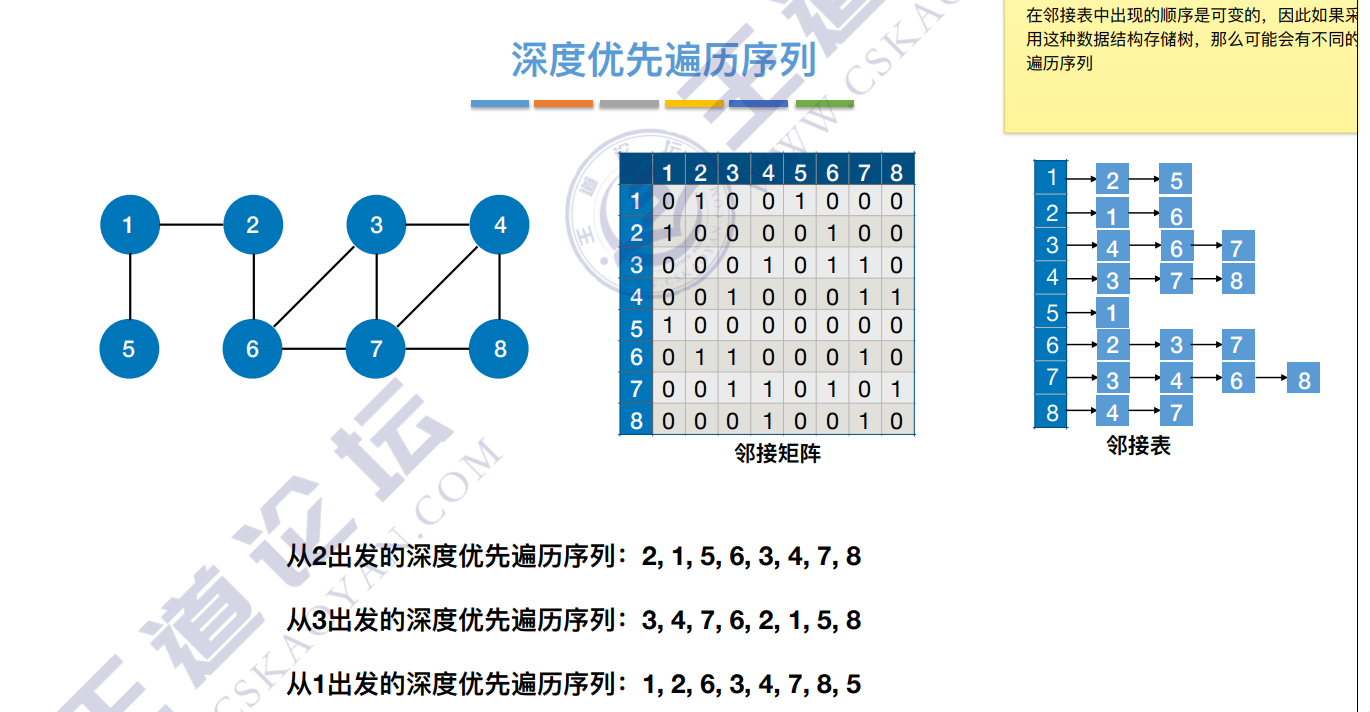 在邻接表中出现的顺序是可变的，因此如果采
用这种数据结构存储树，那么可能会有不同的
遍历序列
深度优先遍历序列
1 2 3 4
5 6 7 8
1 2 3 4 5 6 7 8
1 0 1 0 0 1 0 0 0
2 1 0 0 0 0 1 0 0
3 0 0 0 1 0 1 1 0
4 0 0 1 0 0 0 1 1
5 1 0 0 0 0 0 0 0
6 0 1 1 0 0 0 1 0
7 0 0 1 1 0 1 0 1
8 0 0 0 1 0 0 1 0
邻接矩阵
1 2 5
2 1 6
3 4 6 7
4 3 7 8
5 1
6 2 3 7
7 3 4 6 8
8 4 7
邻接表
从2出发的深度优先遍历序列：2, 1, 5, 6, 3, 4, 7, 8
从3出发的深度优先遍历序列：3, 4, 7, 6, 2, 1, 5, 8
从1出发的深度优先遍历序列：1, 2, 6, 3, 4, 7, 8, 5
王道论坛
WWW.CSKAOYAN.COM